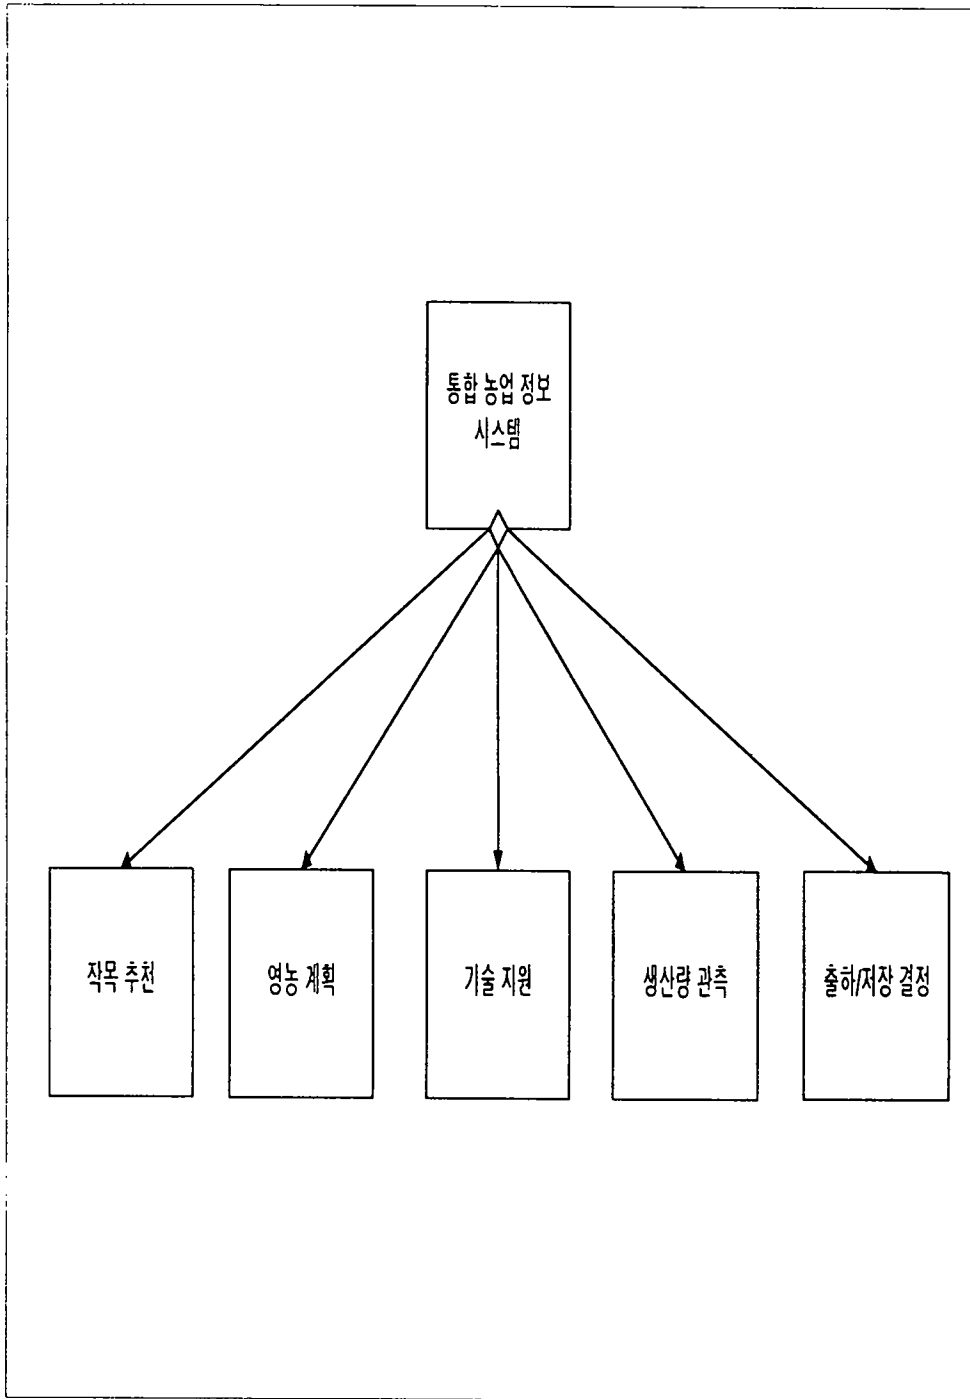 통합 농업 정보
시스템
작목 추천
영농 계획
기술 지원
생산량 관측
출하/저장 결정